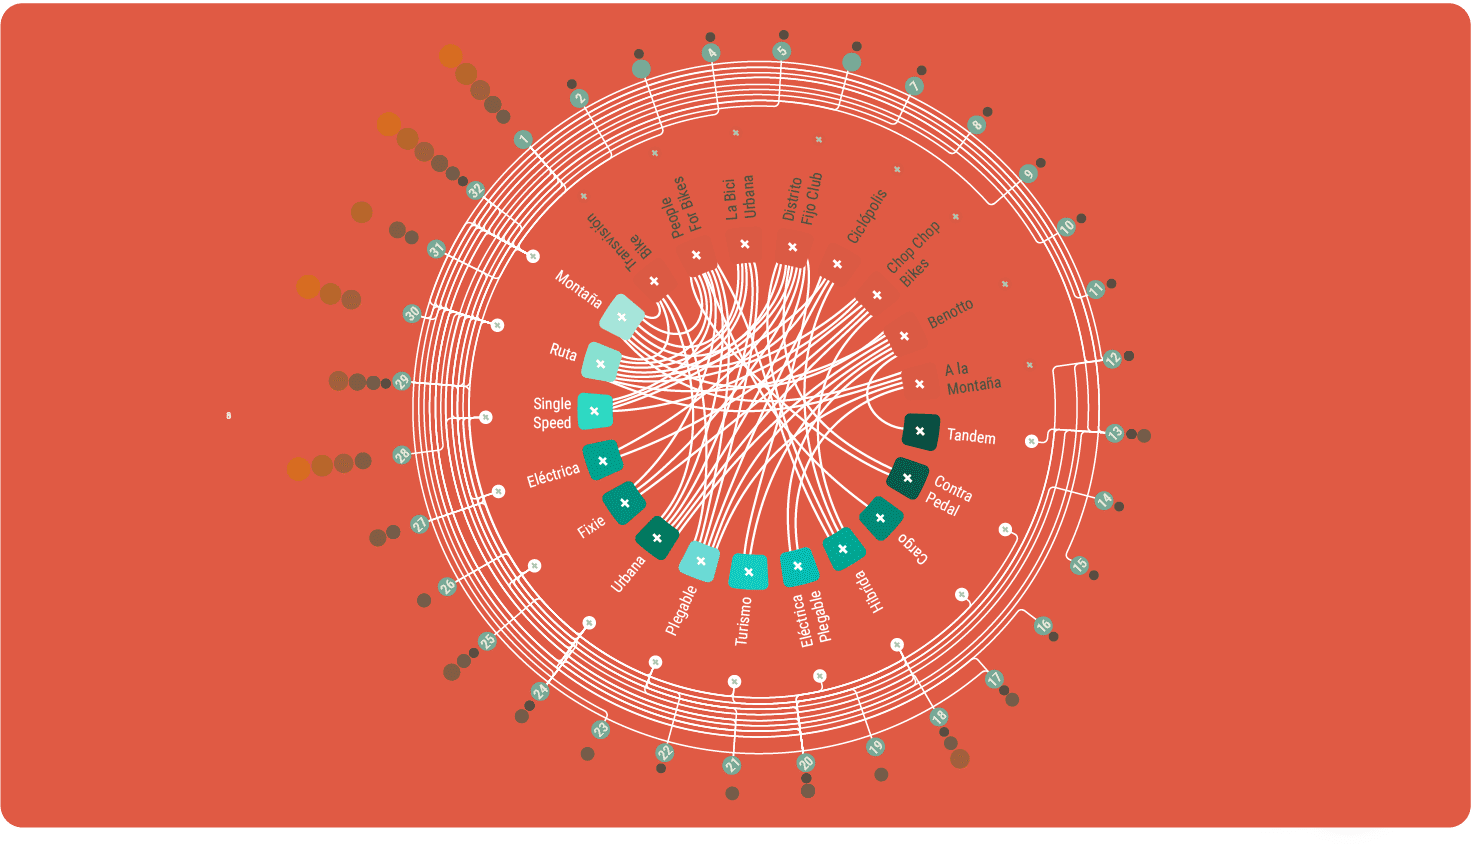 1
2
4
5
7
8
9
10
11
12
13
14
15
16
17
18
19
20
21
22
23
24
25
26
27
28
29
30
31
32
Transvisión
Bike
People
For Bikes
La Bici
Urbana
Distrito
Fijo Club
Ciclópolis
Chop Chop
Bikes
Benotto
A la
Montaña
Tandem
Contra
Pedal
Cargo
Híbrida
Eléctrica
Plegable
Turismo
Plegable
Urbana
Fixie
Eléctrica
Single
Speed
Ruta
Montaña